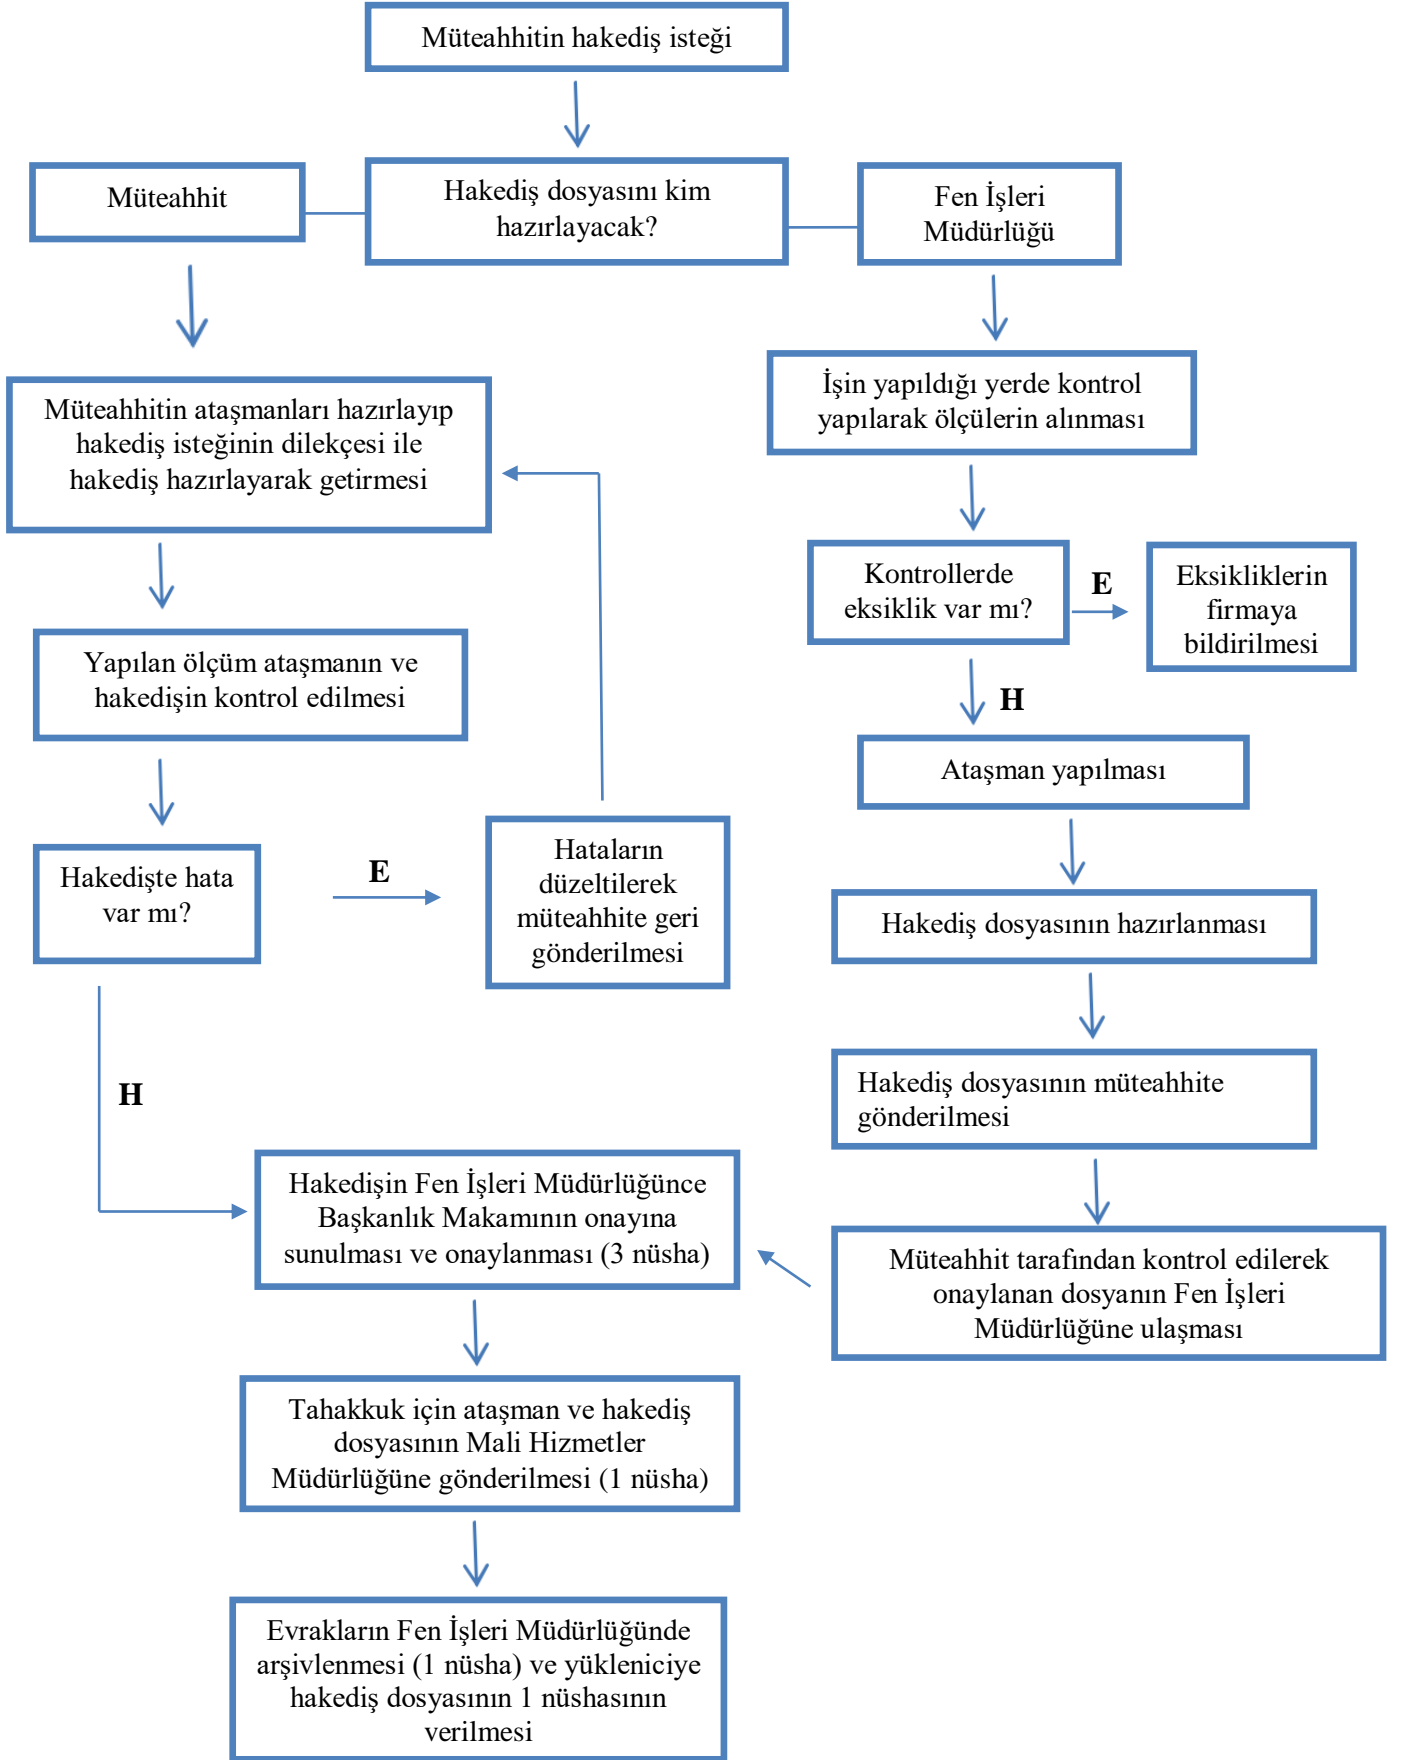 Müteahhitin hakediş isteği
Müteahhit
Hakediş dosyasını kim
hazırlayacak?
Fen İşleri
Müdürlüğü
Müteahhitin ataşmanları hazırlayıp
hakediş isteğinin dilekçesi ile
hakediş hazırlayarak getirmesi
İşin yapıldığı yerde kontrol
yapılarak ölçülerin alınması
Kontrollerde
eksiklik var mı?
E
Eksikliklerin
firmaya
bildirilmesi
Yapılan ölçüm ataşmanın ve
hakedişin kontrol edilmesi
H
Ataşman yapılması
Hakedişte hata
var mı?
E
Hataların
düzeltilerek
müteahhite geri
gönderilmesi
Hakediş dosyasının hazırlanması
H
Hakediş dosyasının müteahhite
gönderilmesi
Hakedişin Fen İşleri Müdürlüğünce
Başkanlık Makamının onayına
sunulması ve onaylanması (3 nüsha)
Müteahhit tarafından kontrol edilerek
onaylanan dosyanın Fen İşleri
Müdürlüğüne ulaşması
Tahakkuk için ataşman ve hakediş
dosyasının Mali Hizmetler
Müdürlüğüne gönderilmesi (1 nüsha)
Evrakların Fen İşleri Müdürlüğünde
arşivlenmesi (1 nüsha) ve yükleniciye
hakediş dosyasının 1 nüshasının
verilmesi